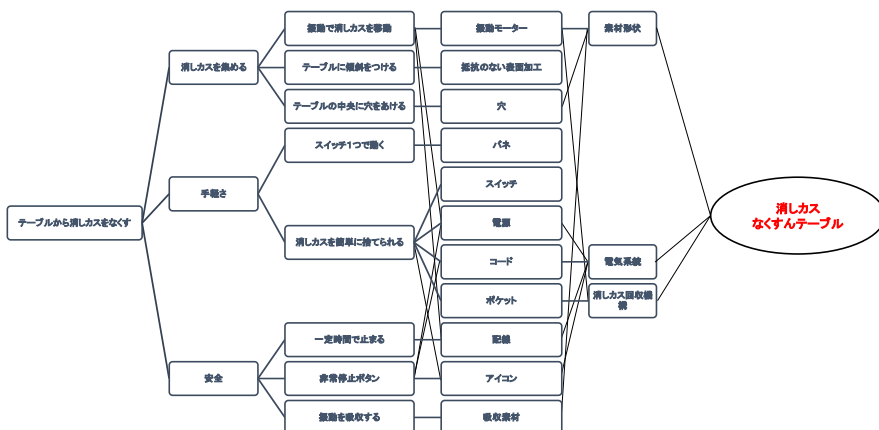 テーブルから消しカスをなくす
消しカスを集める
手軽さ
安全
振動で消しカスを移動
テーブルに傾斜をつける
テーブルの中央に穴をあける
スイッチ1つで動く
消しカスを簡単に捨てられる
一定時間で止まる
非常停止ボタン
振動を吸収する
振動モーター
抵抗のない表面加工
穴
バネ
スイッチ
電源
コード
ポケット
配線
アイコン
吸収素材
素材形状
電気系統
消しカス回収機
構
消しカス
なくすんテーブル